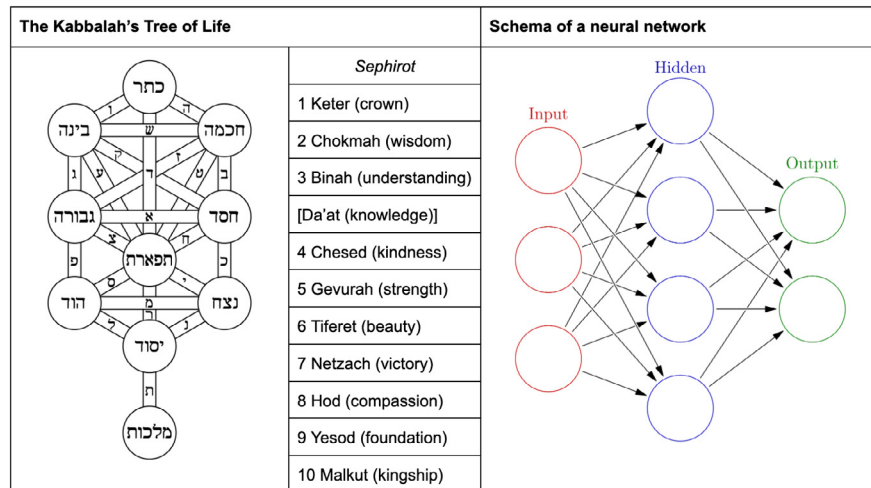 The Kabbalah's Tree of Life
כתר
ה
ו
חכמה
ש
בינה
ז
ק
ב
ט
ד
ע
ג
חסד
א
גבורה
ח
צ
תפארת
כ
י
ס
פ
נצח
מ
הוד
ר
נ
ל
יסוד
ת
מלכות
Sephirot
1 Keter (crown)
2 Chokmah (wisdom)
3 Binah (understanding)
[Da'at (knowledge)]
4 Chesed (kindness)
5 Gevurah (strength)
6 Tiferet (beauty)
7 Netzach (victory)
8 Hod (compassion)
9 Yesod (foundation)
10 Malkut (kingship)
Schema of a neural network
Input
Hidden
Output